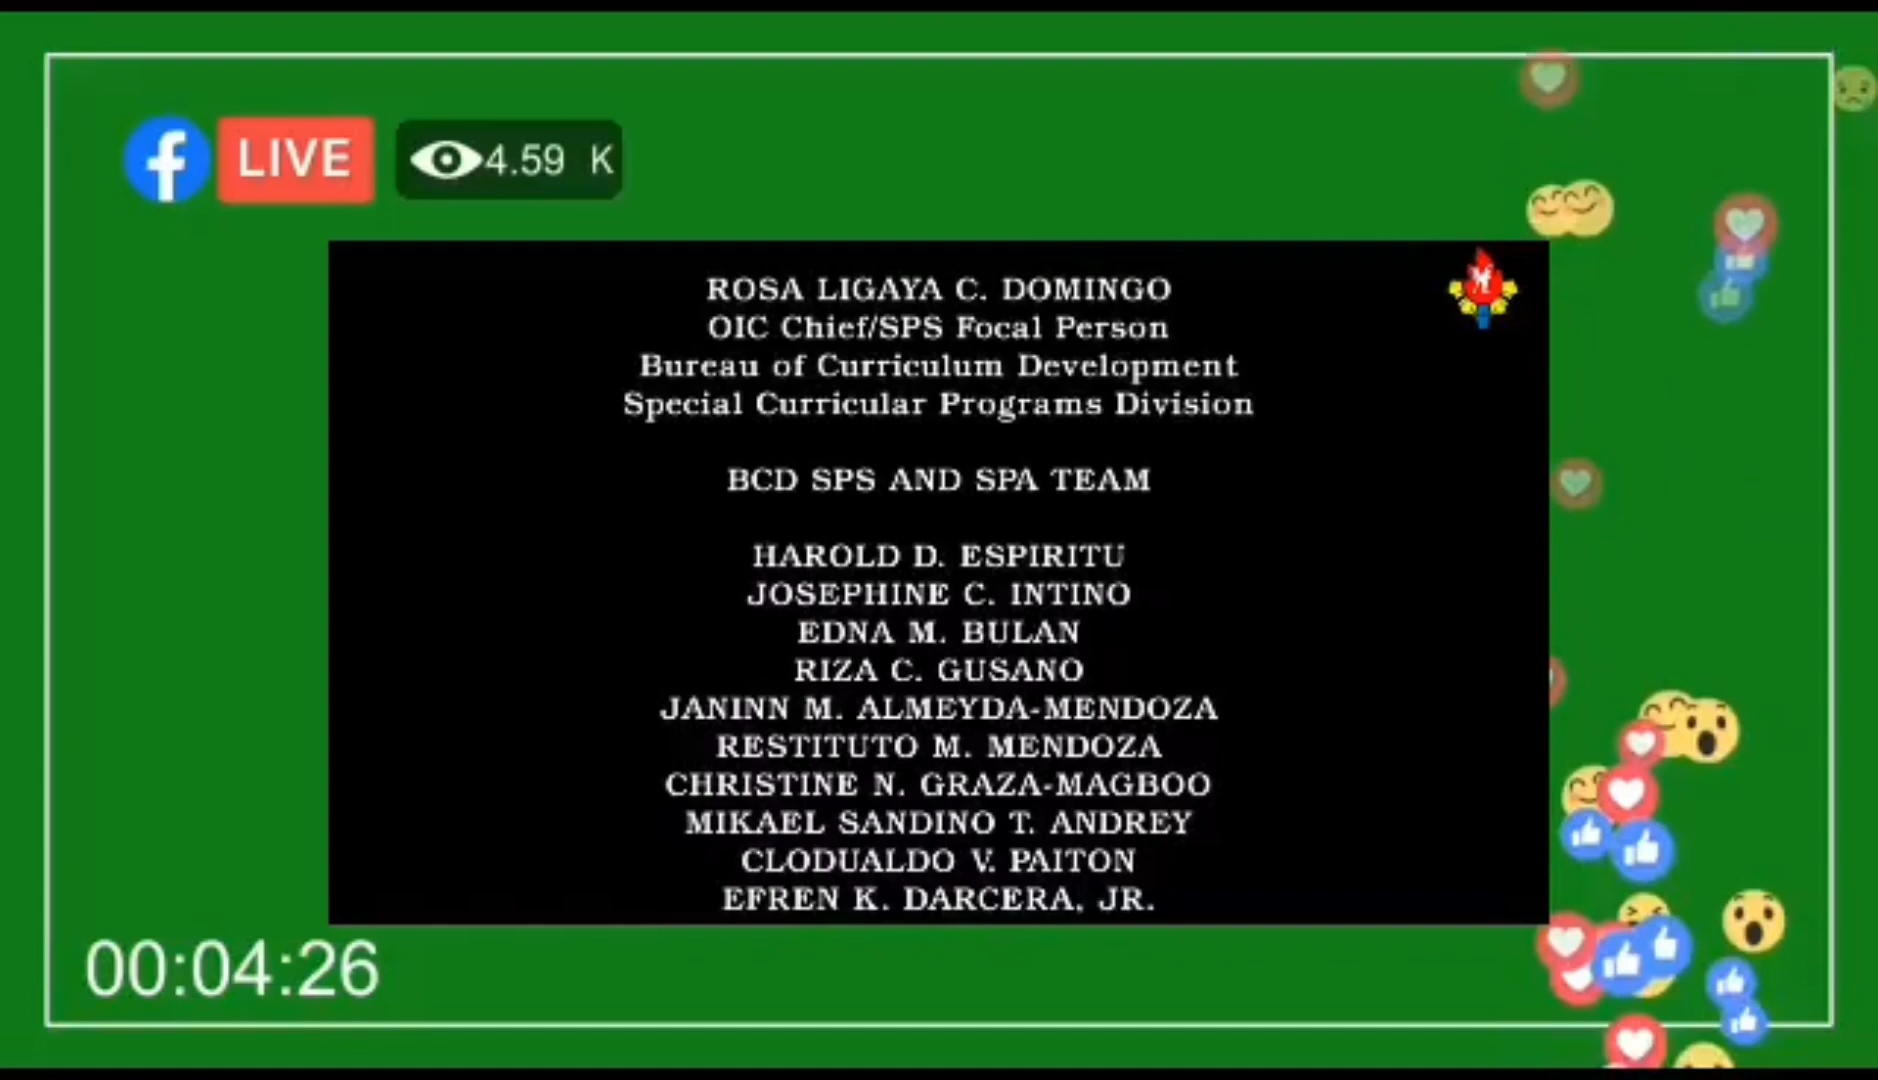 LIVE
4.59 K
ROSA LIGAYA C. DOMINGO
OIC Chief/SPS Focal Person
Bureau of Curriculum Development
Special Curricular Programs Division
BCD SPS AND SPA TEAM
HAROLD D. ESPIRITU
JOSEPHINE C. INTINO
EDNA M. BULAN
RIZA C. GUSANO
JANINN M. ALMEYDA-MENDOZA
RESTITUTO M. MENDOZA
CHRISTINE N. GRAZA-MAGBOO
MIKAEL SANDINO T. ANDREY
CLODUALDO V. PAITON
EFREN K. DARCERA, JR.
00:04:26